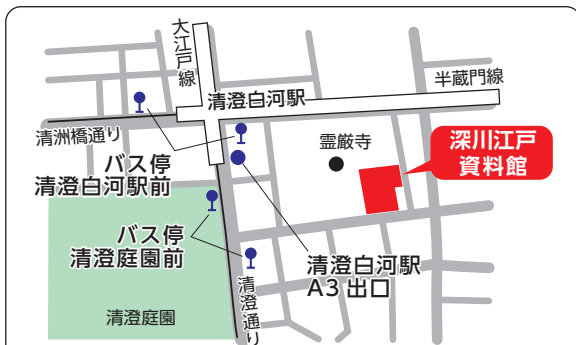 大江戸線
半蔵門線
清澄白河駅
清洲橋通り
霊巌寺
深川江戸
資料館
バス停
清澄白河駅前
バス停
清澄庭園前
清澄白河駅
A3 出口
清澄通り
清澄庭園